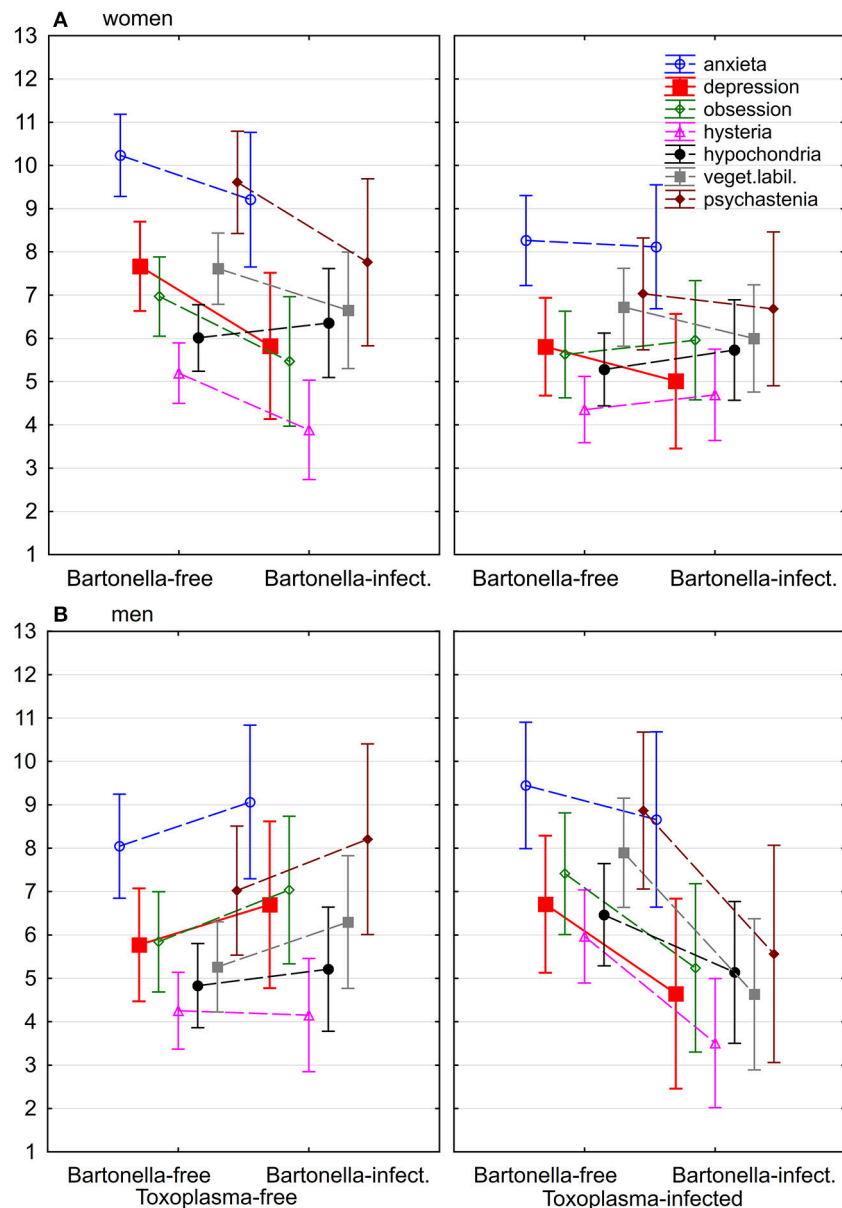 A women
13
12
11
10
9
8
7
6
5
4
3
2
1
anxieta
depression
obsession
hysteria
hypochondria
veget.labil.
psychastenia
Bartonella-free Bartonella-infect. Bartonella-free Bartonella-infect.
B men
13
12
11
10
9
8
7
6
5
4
3
2
1
Bartonella-free Bartonella-infect. Bartonella-free Bartonella-infect.
Toxoplasma-free Toxoplasma-infected